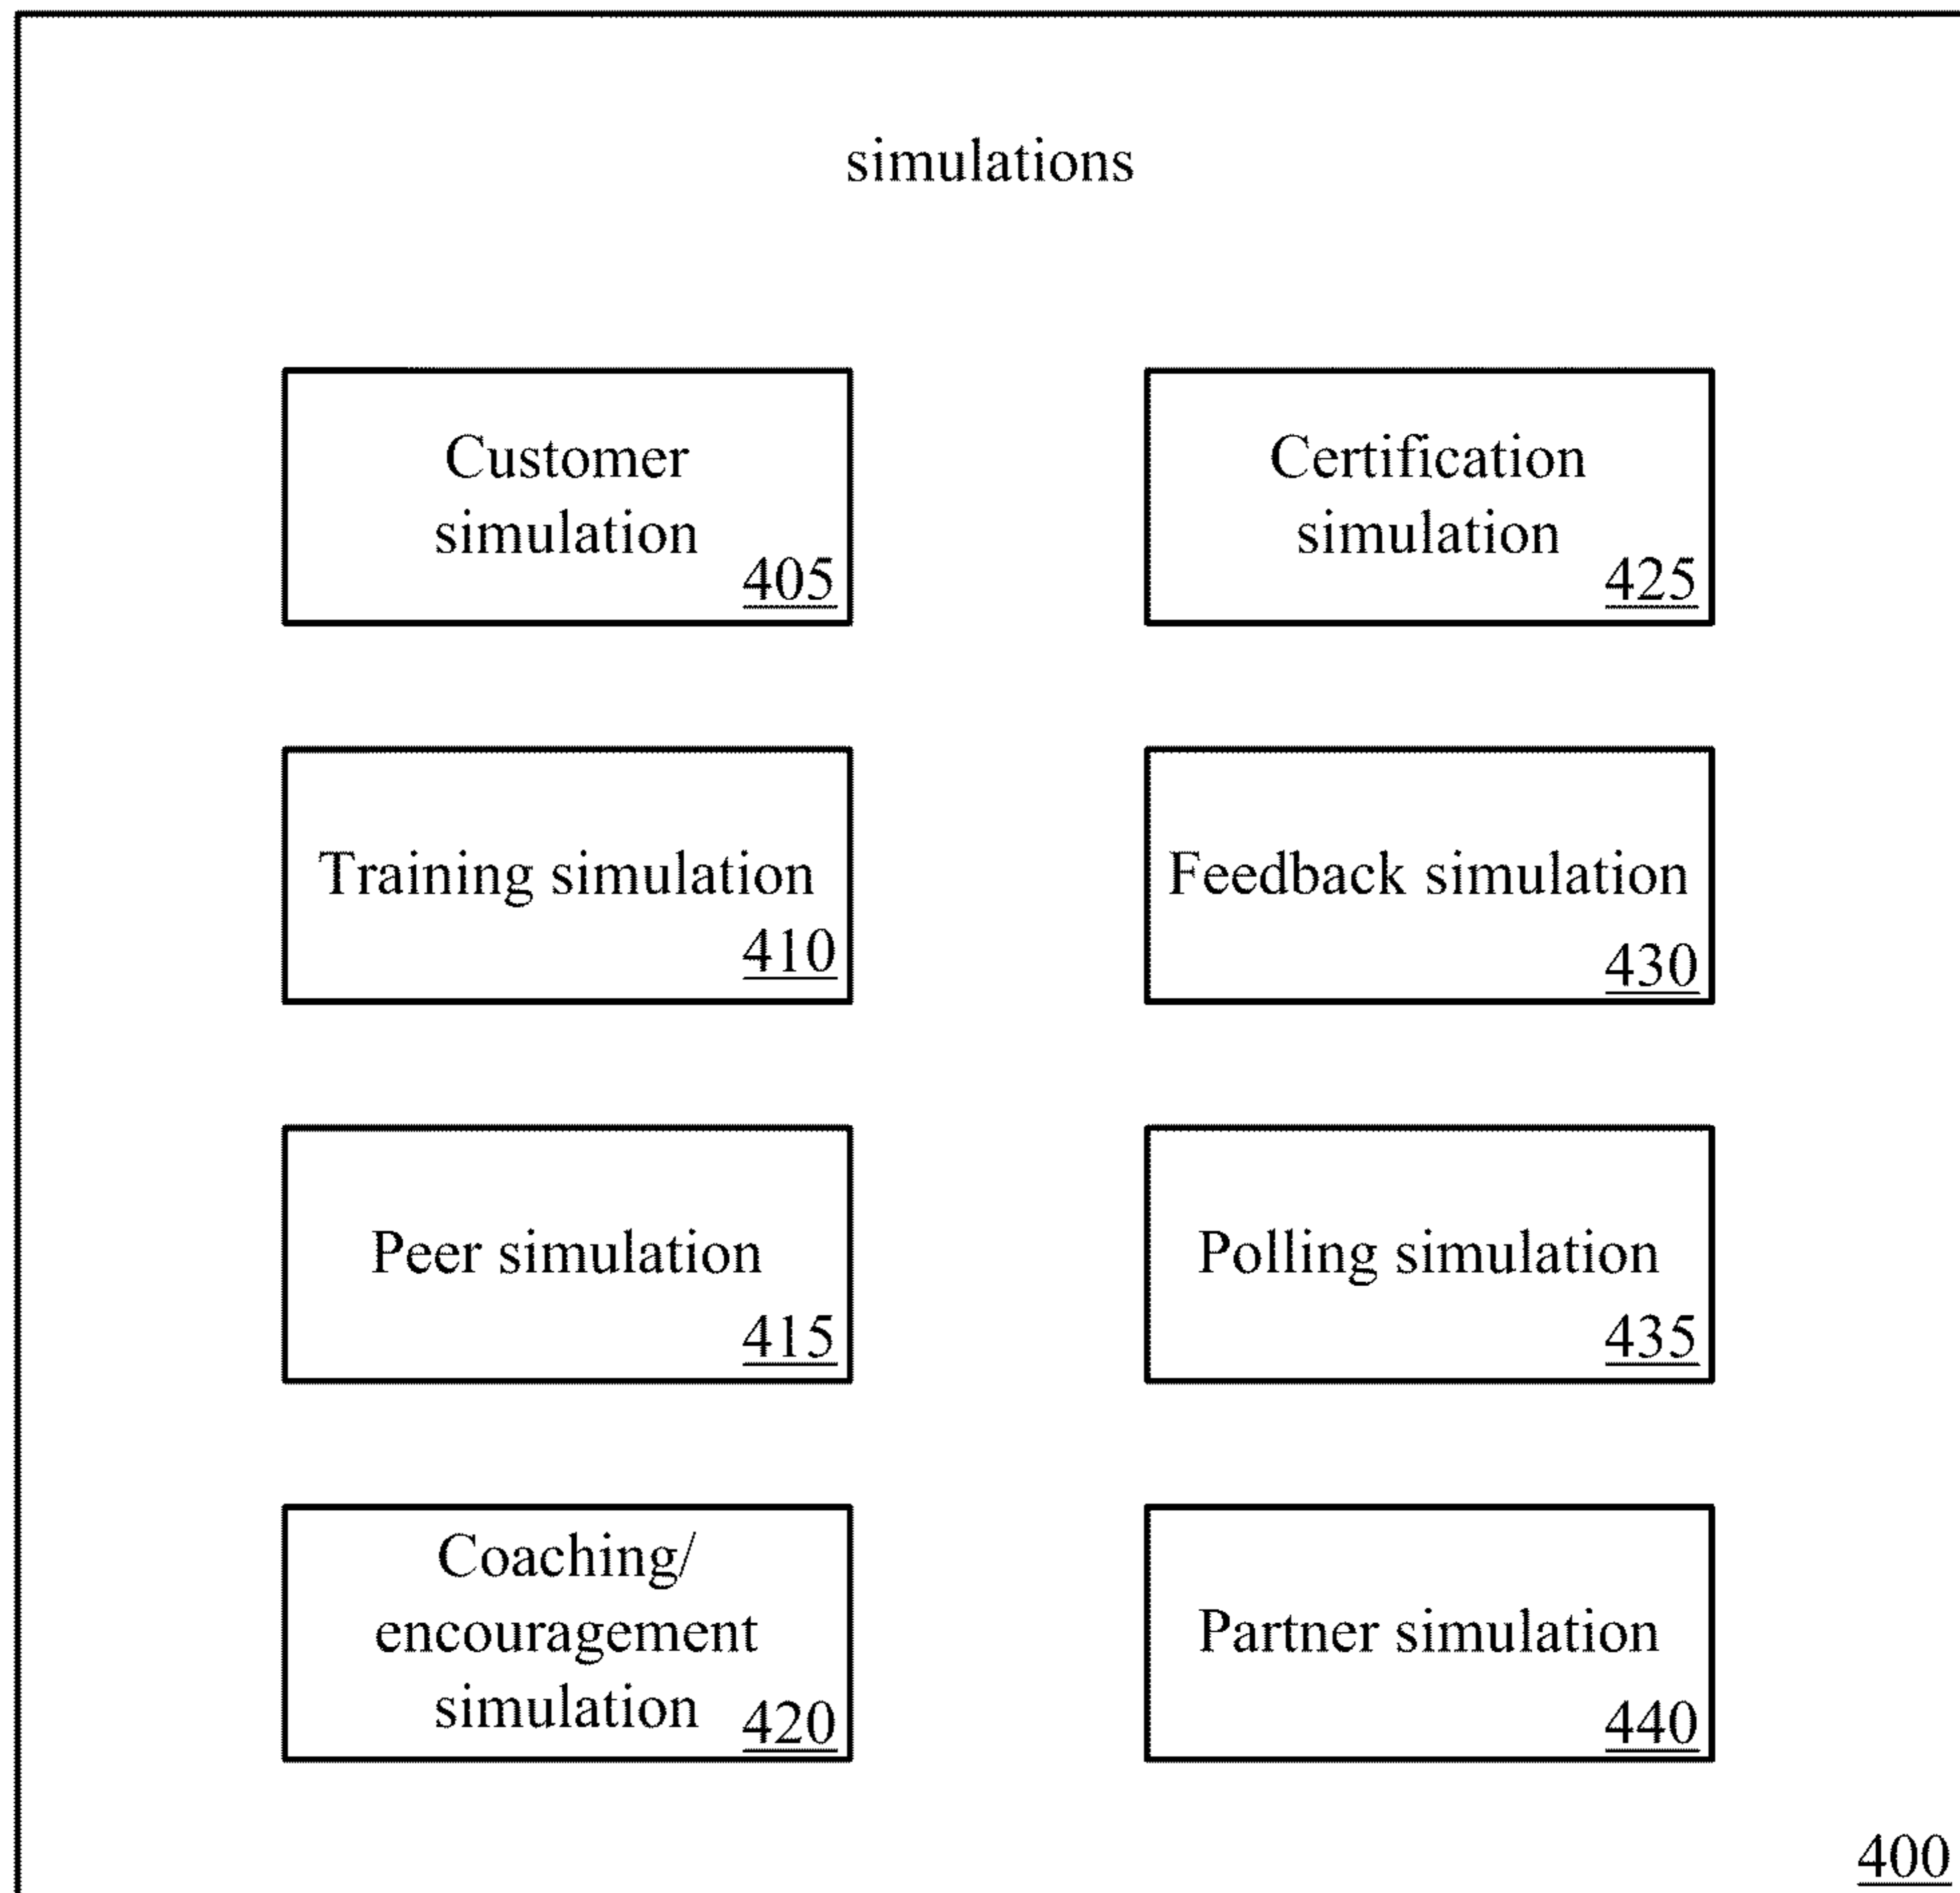 simulations
Customer
simulation
405
Training simulation
410
Peer simulation
415
Coaching/
encouragement
simulation
420
Certification
simulation
425
Feedback simulation
430
Polling simulation
435
Partner simulation
440
400